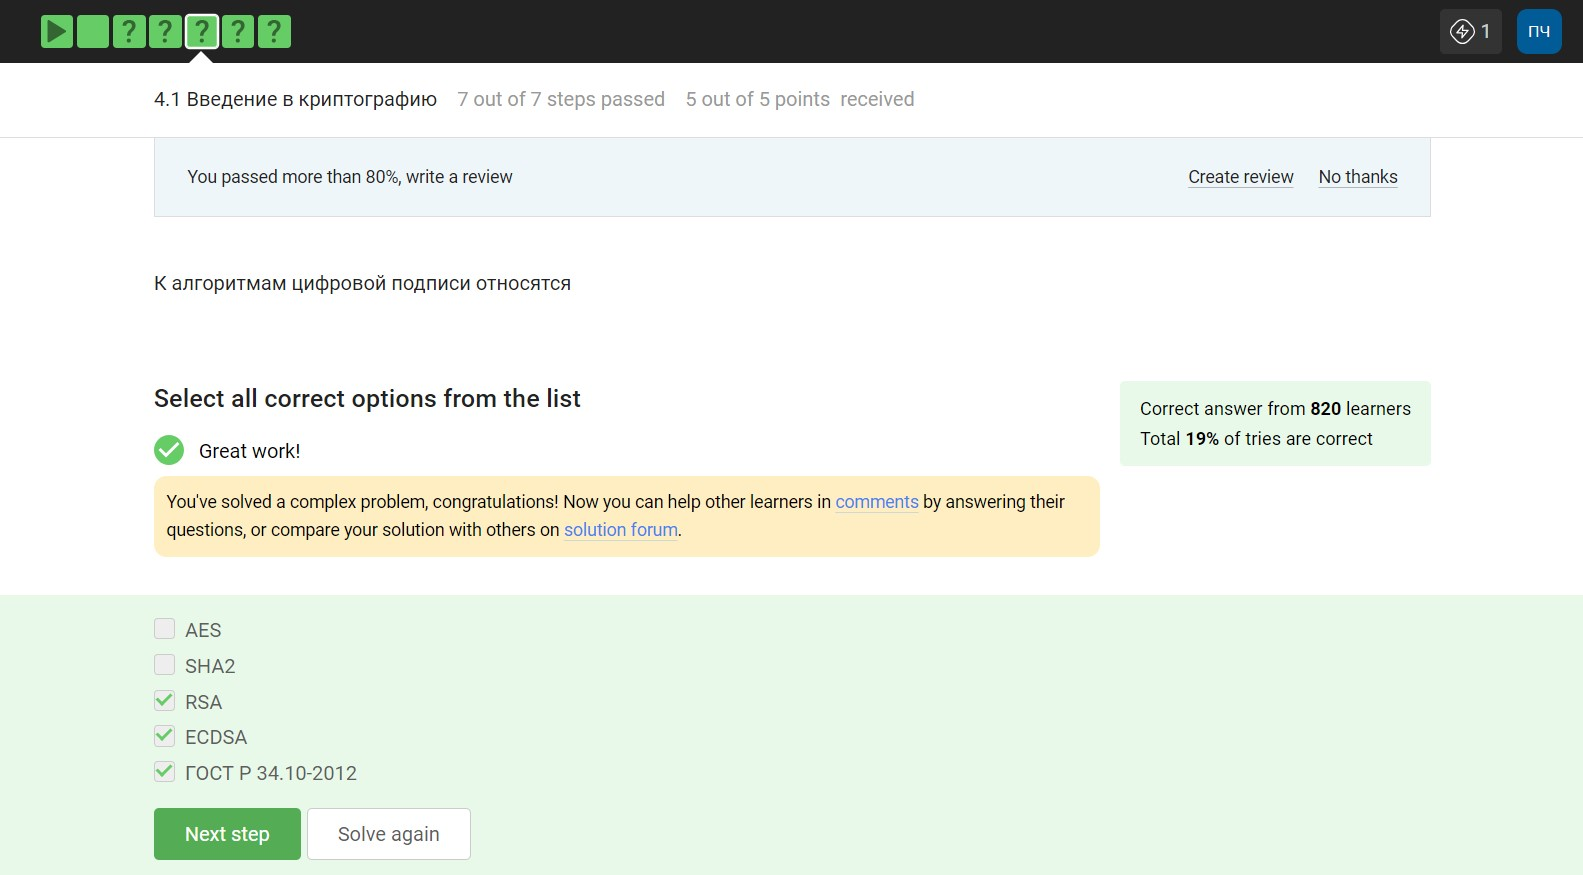 ? ? ? ? ?
1
ПЧ
4.1 Введение в криптографию 7 out of 7 steps passed 5 out of 5 points received
You passed more than 80%, write a review Create review No thanks
К алгоритмам цифровой подписи относятся
Select all correct options from the list
Correct answer from 820 learners
Total 19% of tries are correct
Great work!
You've solved a complex problem, congratulations! Now you can help other learners in comments by answering their
questions, or compare your solution with others on solution forum.
AES
SHA2
RSA
ECDSA
ГОСТ Р 34.10-2012
Next step Solve again